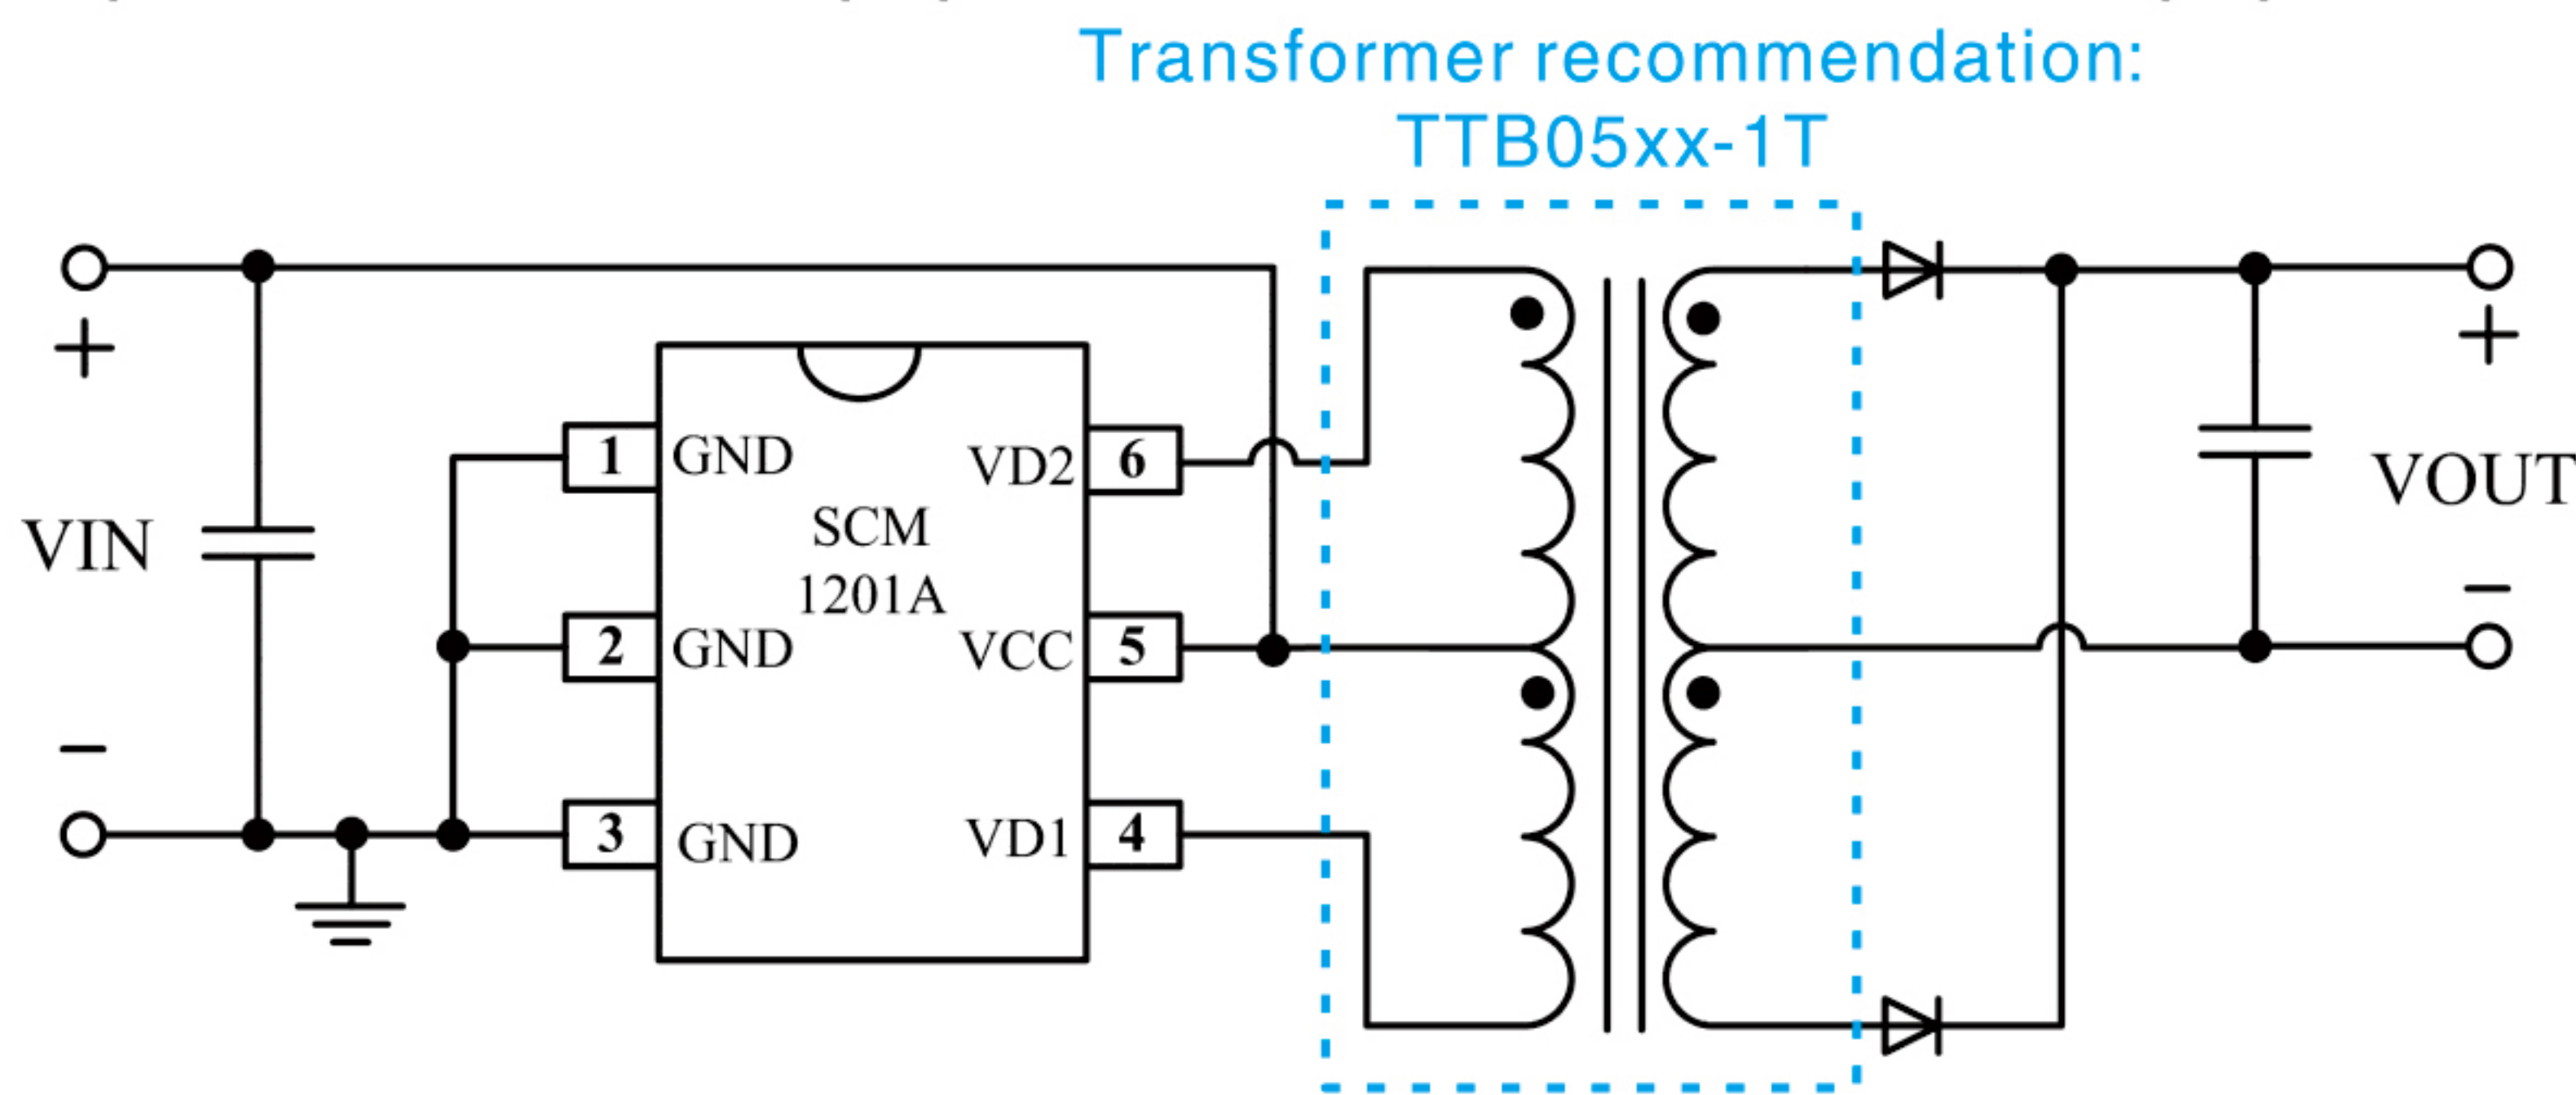 Transformer recommendation:
TTB05xx-1T
+
+
1
GND
VD2
6
VIN
SCM
1201A
VOUT
2
GND
VCC
5
−
−
3
GND
VD1
4